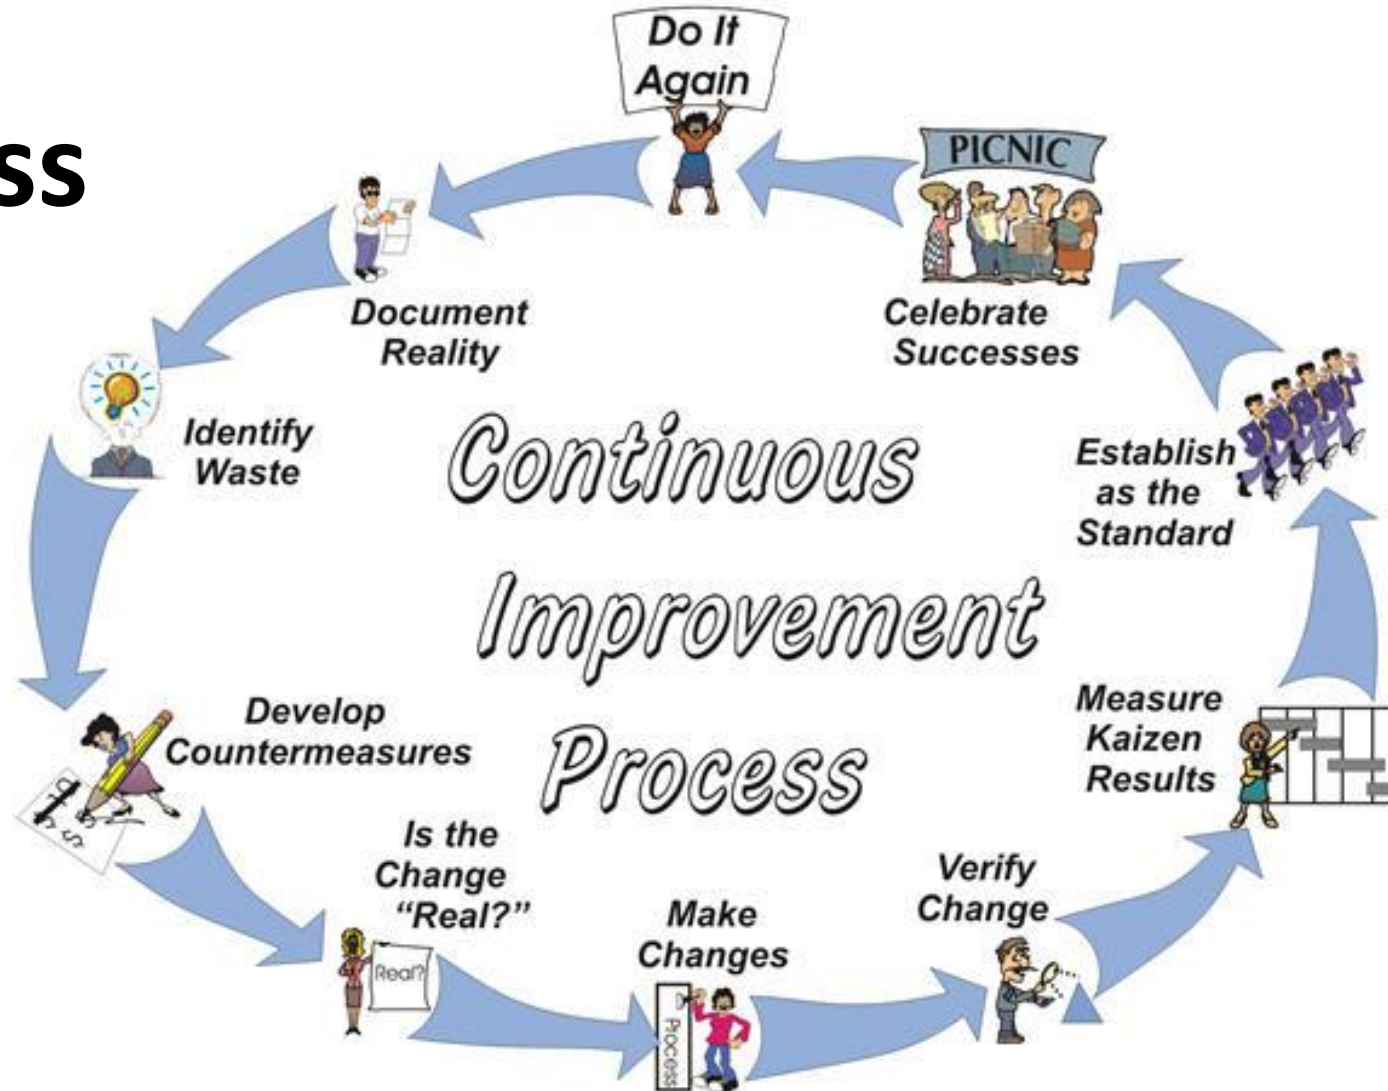 ss
Do It
Again
PICNIC
Document
Reality
Celebrate
Successes
Identify
Waste
Continuous
Improvement
Process
Establish
as the
Standard
Develop
Countermeasures
Measure
Kaizen
Results
Is the
Change
“Real?”
Real?
Make
Changes
Process
Verify
Change